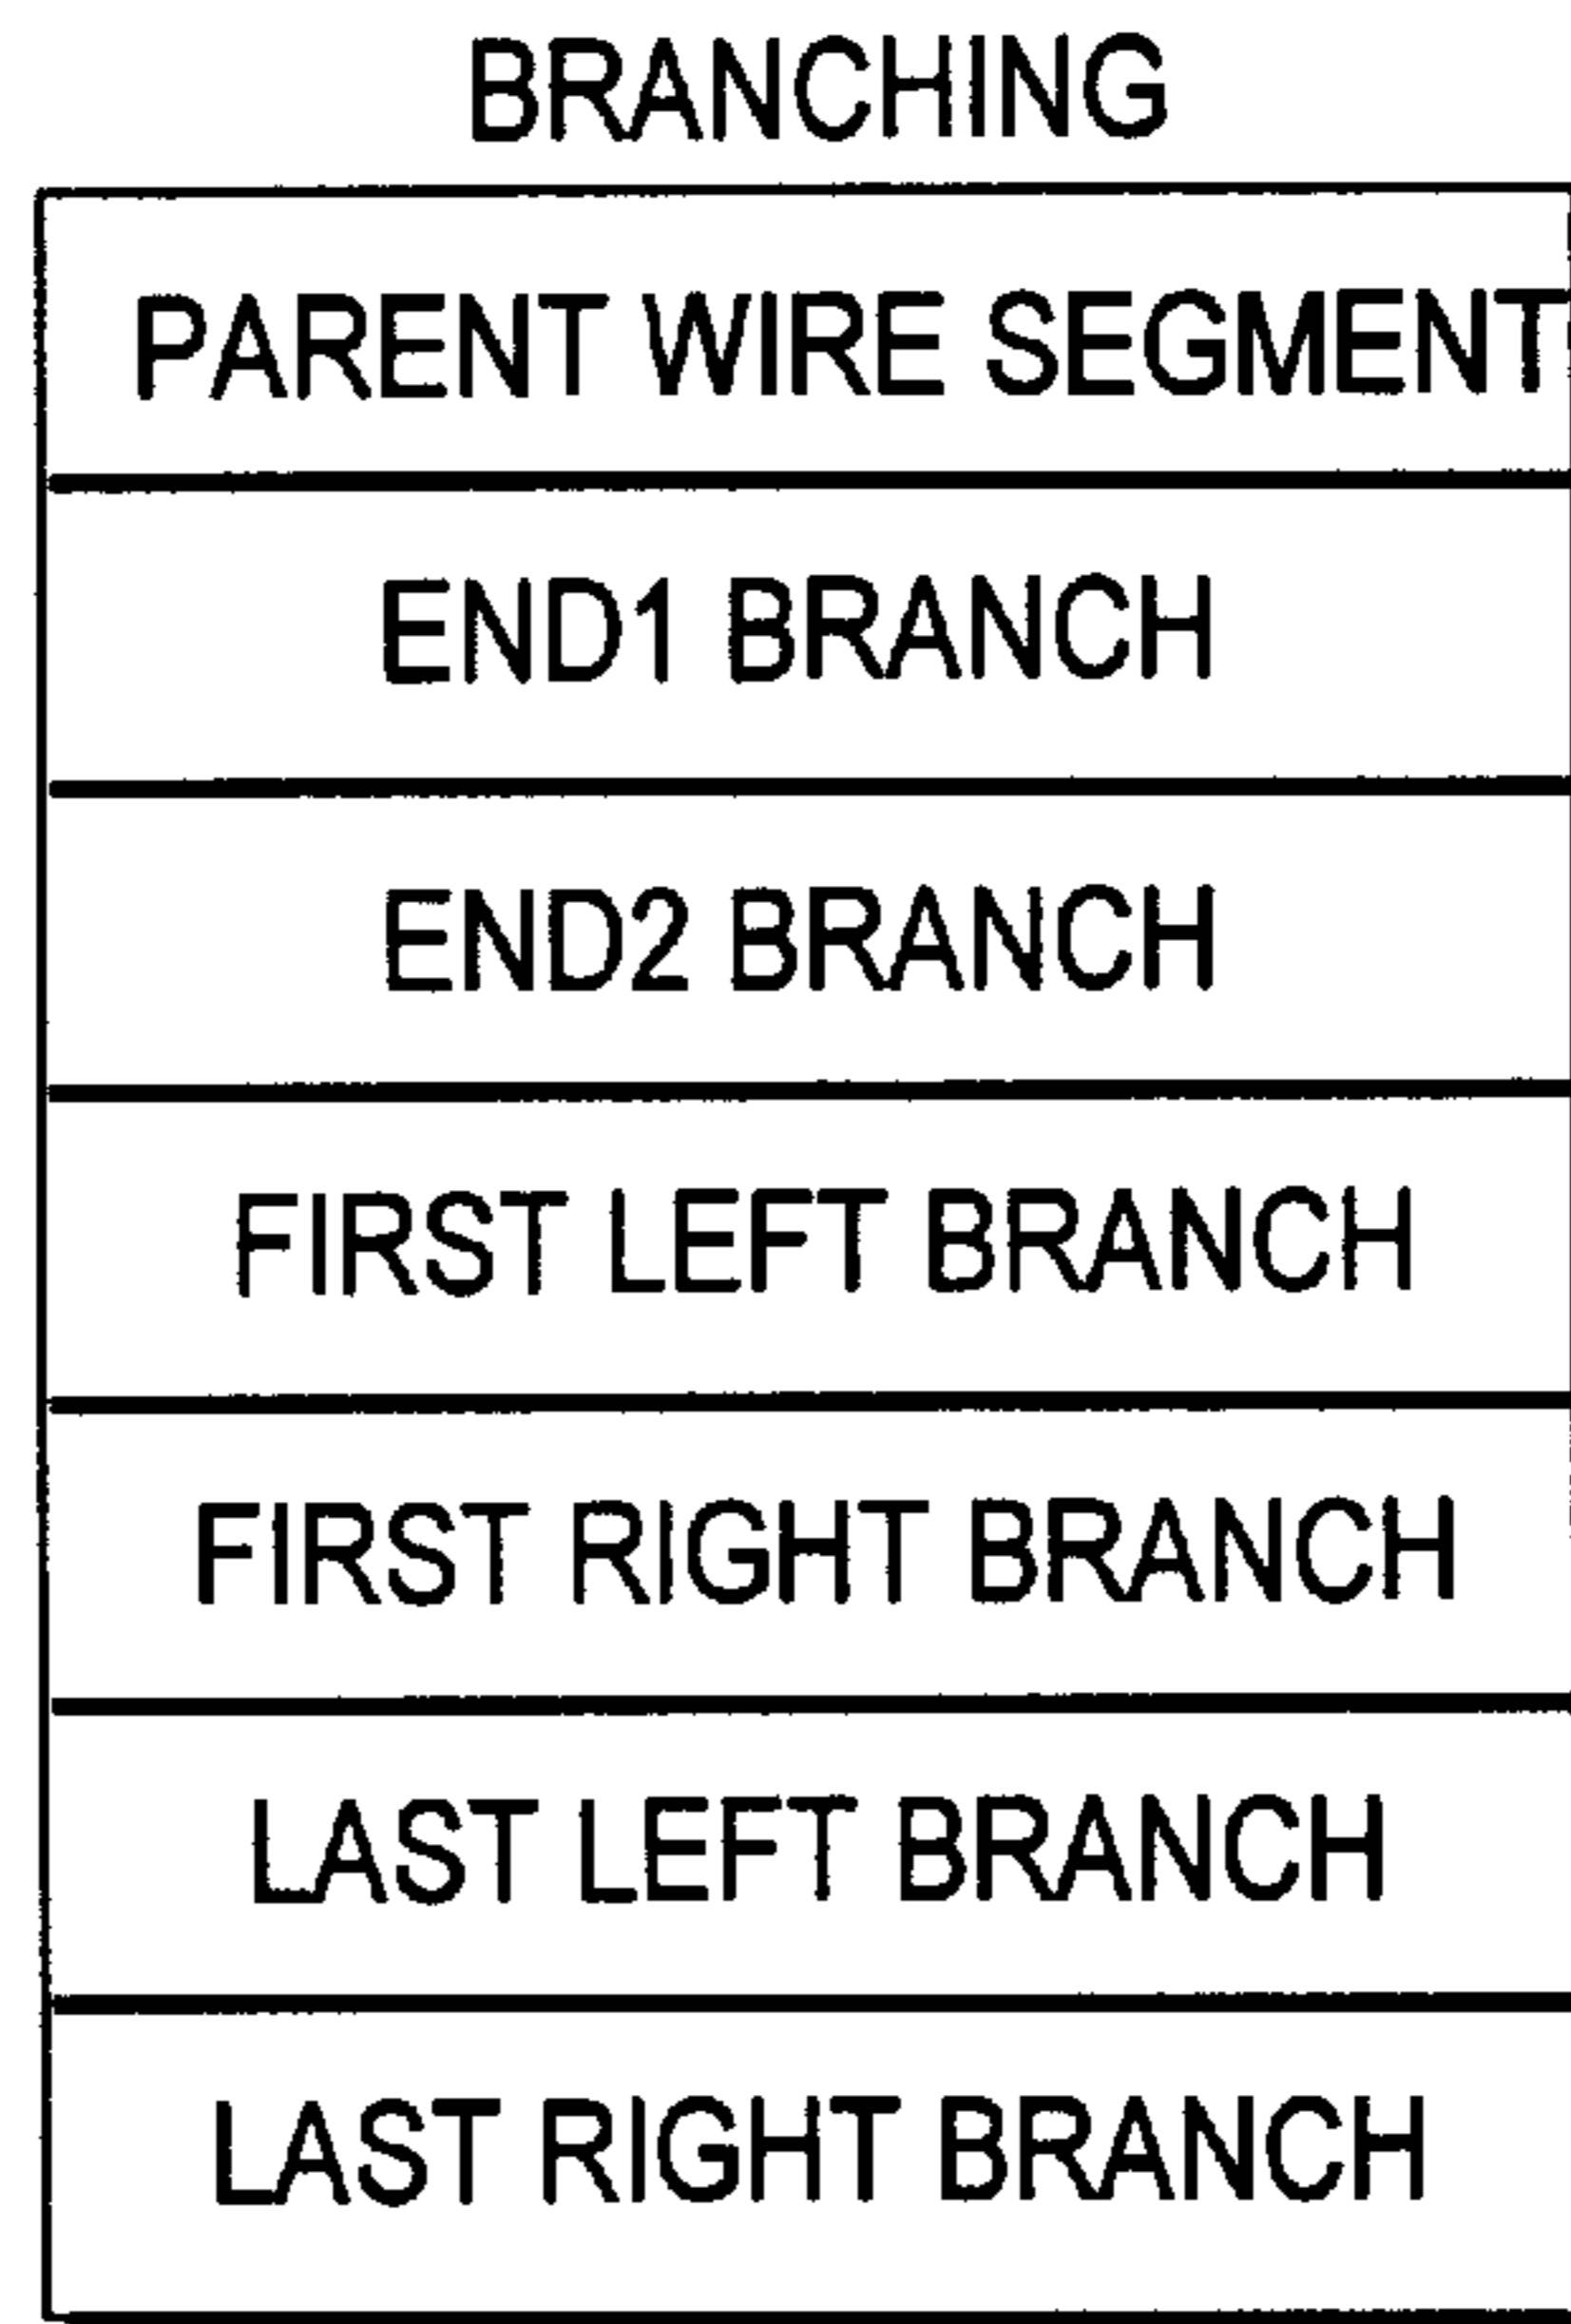 BRANCHING
PARENT WIRE SEGMENT
END1 BRANCH
END2 BRANCH
FIRST LEFT BRANCH
FIRST RIGHT BRANCH
LAST LEFT BRANCH
LAST RIGHT BRANCH